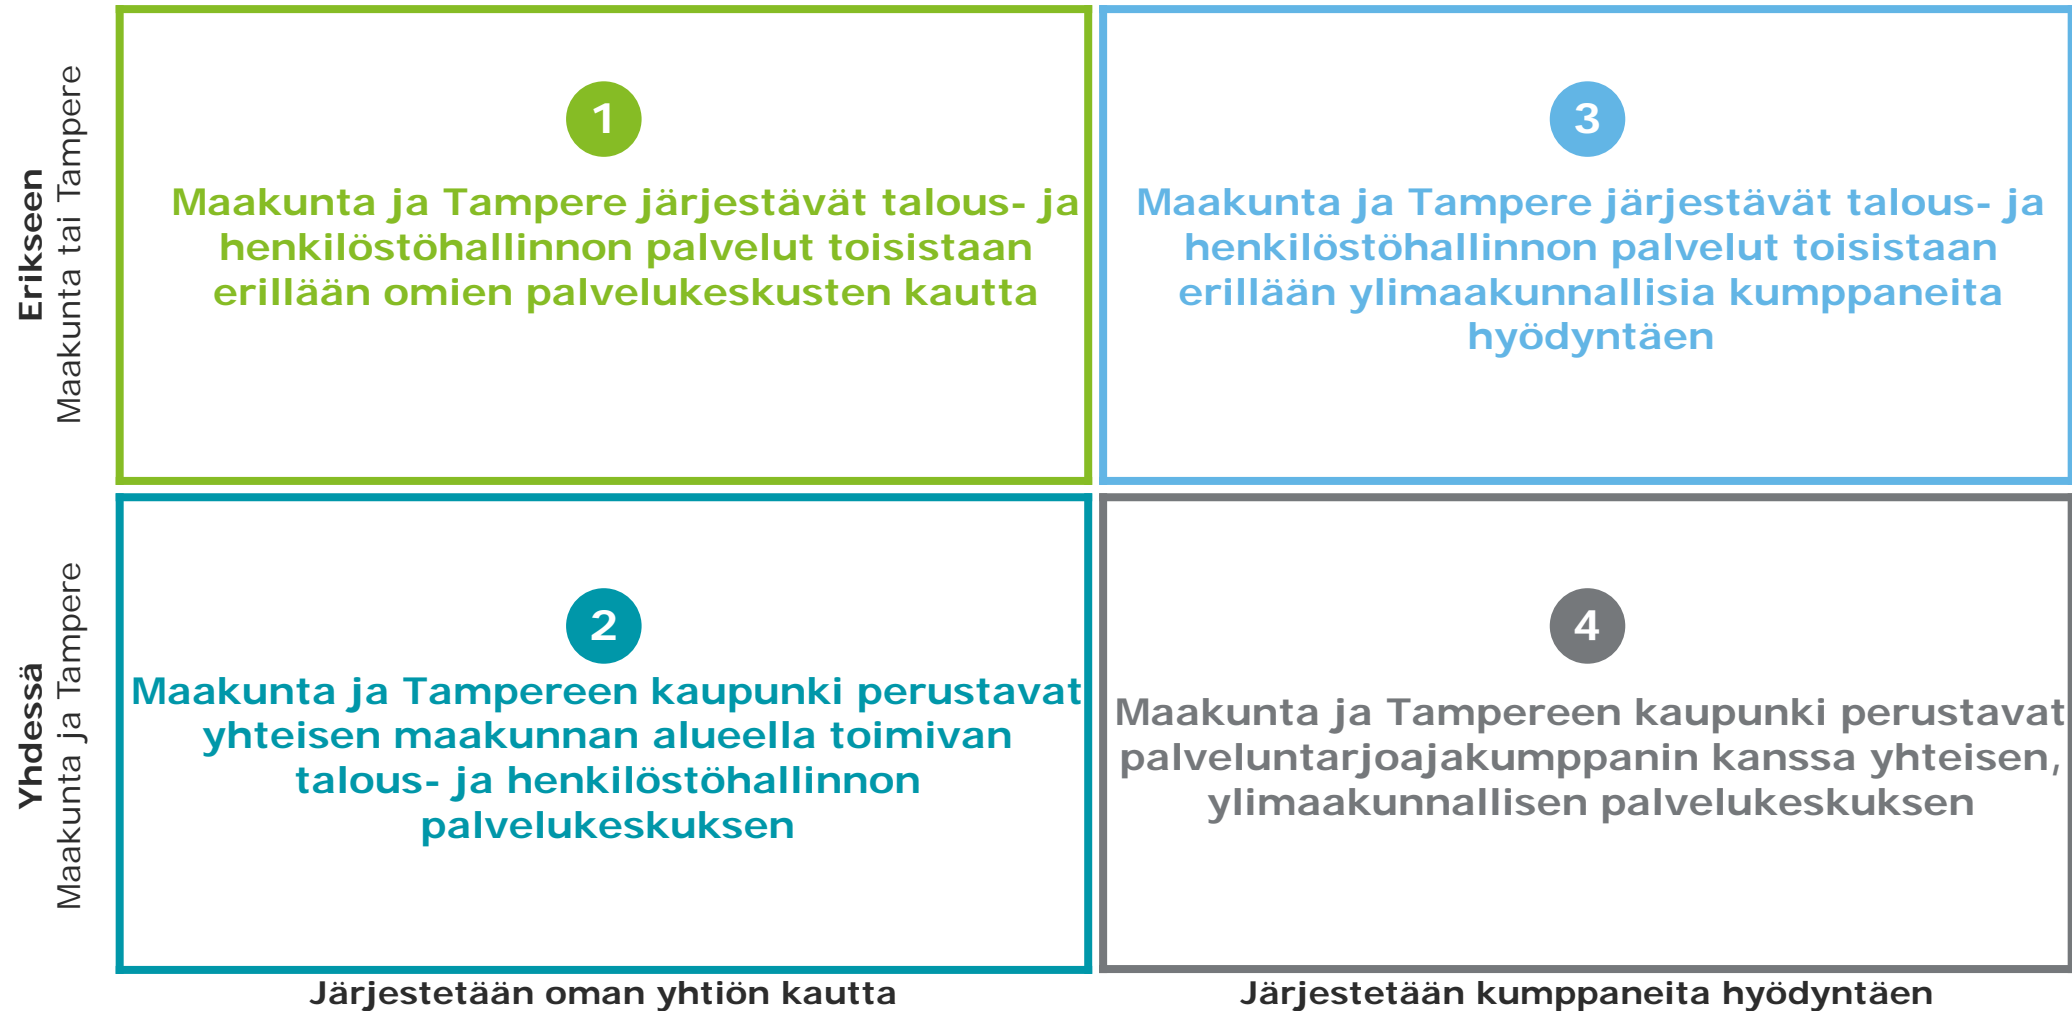 Erikseen
Maakunta tai Tampere
1
Maakunta ja Tampere järjestävät talous- ja
henkilöstöhallinnon palvelut toisistaan
erillään omien palvelukeskusten kautta
3
Maakunta ja Tampere järjestävät talous- ja
henkilöstöhallinnon palvelut toisistaan
erillään ylimaakunnallisia kumppaneita
hyödyntäen
Yhdessä
Maakunta ja Tampere
2
Maakunta ja Tampereen kaupunki perustavat
yhteisen maakunnan alueella toimivan
talous- ja henkilöstöhallinnon
palvelukeskuksen
4
Maakunta ja Tampereen kaupunki perustavat
palveluntarjoajakumppanin kanssa yhteisen,
ylimaakunnallisen palvelukeskuksen
Järjestetään oman yhtiön kautta
Järjestetään kumppaneita hyödyntäen